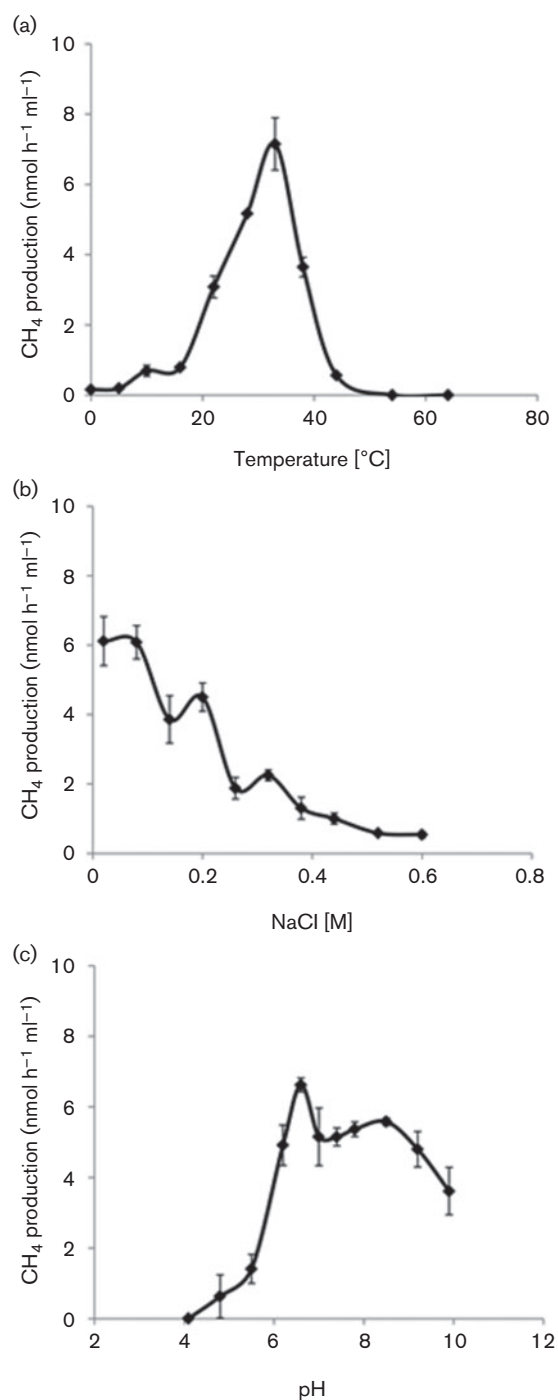 (a)
10
8
6
4
2
0
CH₄ production (nmol h⁻¹ ml⁻¹)
0 20 40 60 80
Temperature [°C]
(b)
10
8
6
4
2
0
CH₄ production (nmol h⁻¹ ml⁻¹)
0 0.2 0.4 0.6 0.8
NaCl [M]
(c)
10
8
6
4
2
0
CH₄ production (nmol h⁻¹ ml⁻¹)
2 4 6 8 10 12
pH